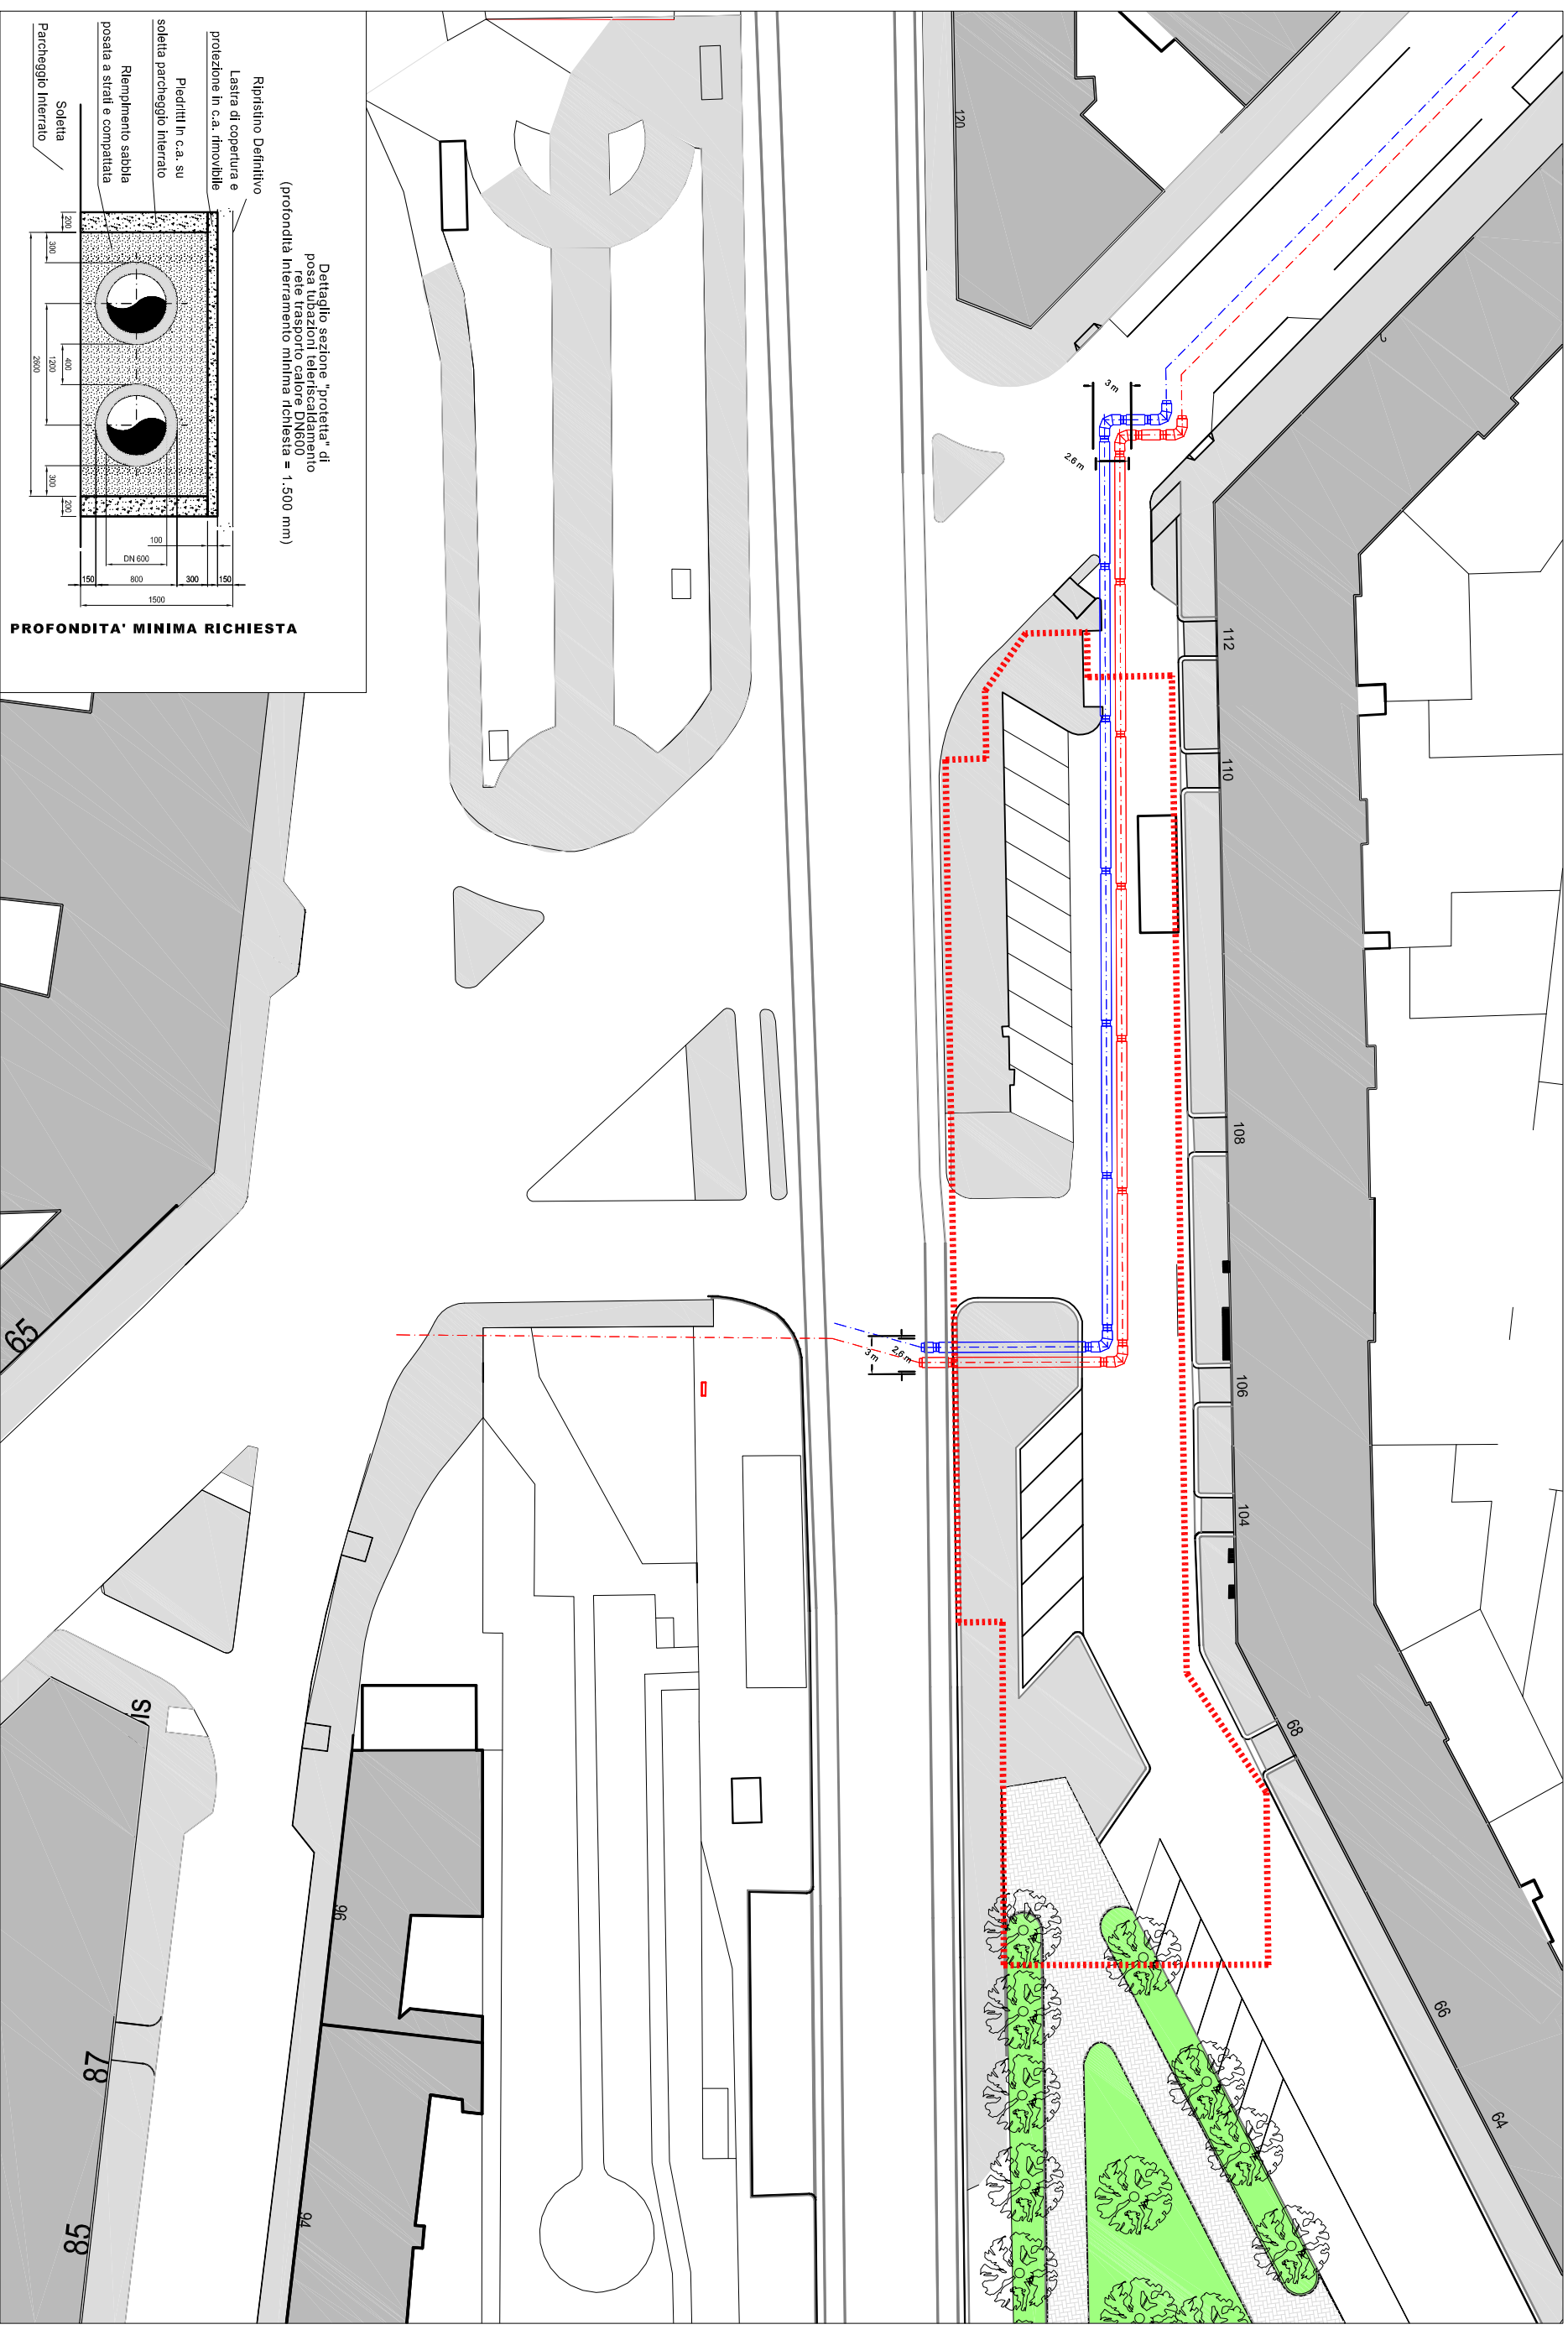 Dettaglio sezione "protetta" di
posa tubazioni teleriscaldamento
rete trasporto calore DN600
(profondità interramento minima richiesta = 1.500 mm)
Ripristino Definitivo
Lastra di copertura e
protezione in c.a. rimovibile
Piedritti in c.a. su
soletta parcheggio interrato
Riempimento sabbia
posata a strati e compattata
Soletta
Parcheggio Interrato
200
300
400
300
200
1200
2600
100
DN 600
150
800
300
150
1500
PROFONDITA' MINIMA RICHIESTA
120
3 m
2.6 m
112
110
108
106
104
68
66
64
2.6 m
3 m
65
96
94
87
85